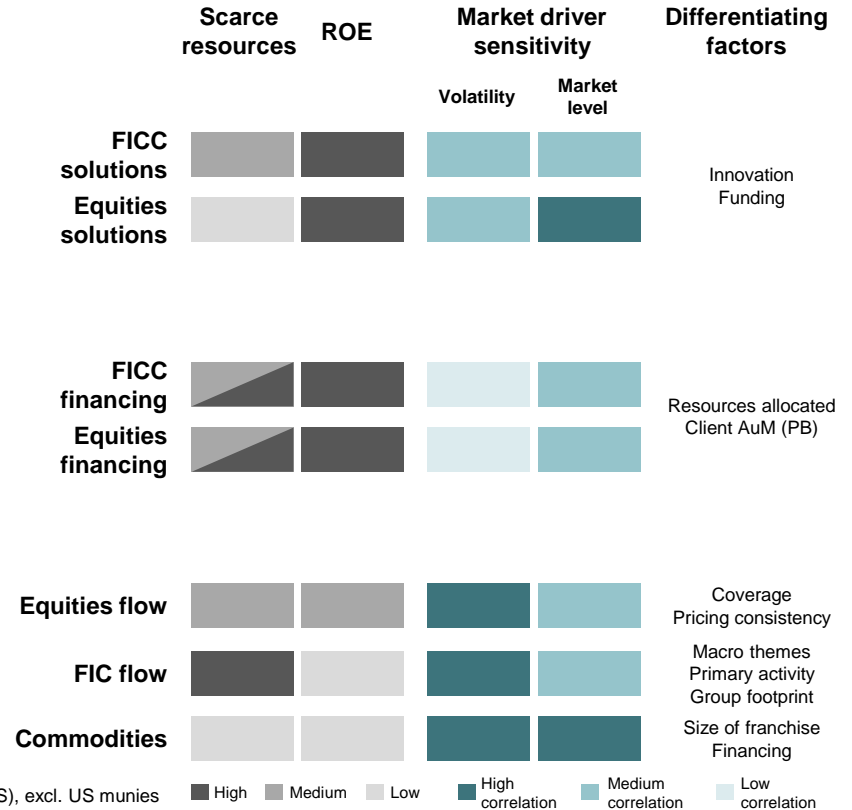 Scarce resources
ROE
Market driver sensitivity
Differentiating factors
Volatility
Market level
FICC solutions
Innovation
Funding
Equities solutions
FICC financing
Resources allocated
Client AuM (PB)
Equities financing
Equities flow
Coverage
Pricing consistency
FIC flow
Macro themes
Primary activity
Group footprint
Commodities
Size of franchise
Financing
S), excl. US munies
High
Medium
Low
High correlation
Medium correlation
Low correlation